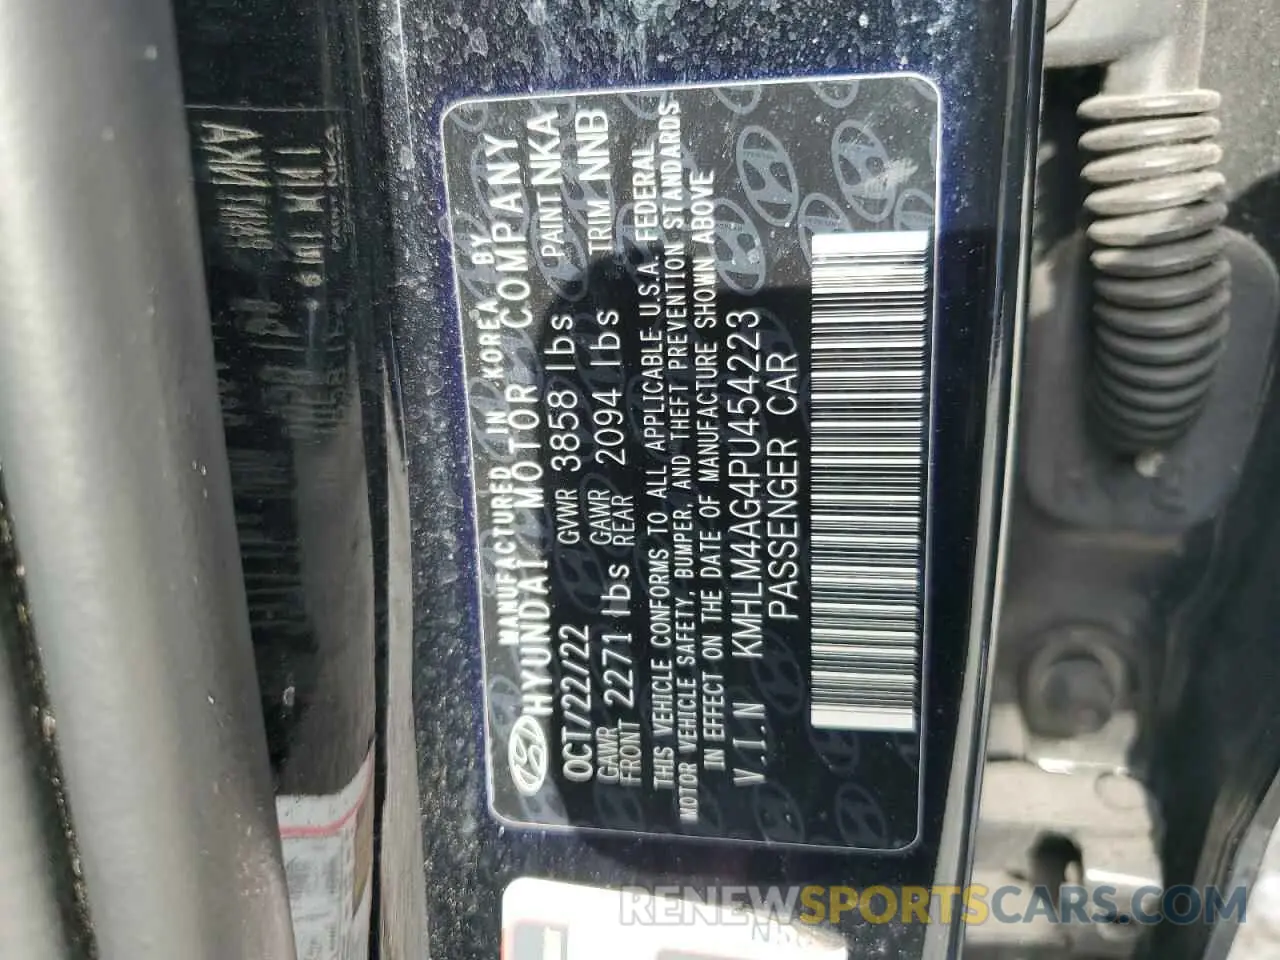 MANUFACTURED IN KOREA BY
HYUNDAI MOTOR COMPANY
OCT/22/22 GVWR 3858 lbs PAINT NKA
GAWR FRONT 2271 lbs GAWR REAR 2094 lbs TRIM NNB
THIS VEHICLE CONFORMS TO ALL APPLICABLE U.S.A. FEDERAL
MOTOR VEHICLE SAFETY, BUMPER, AND THEFT PREVENTION STANDARDS
IN EFFECT ON THE DATE OF MANUFACTURE SHOWN ABOVE
V.I.N KMHLM4AG4PU454223
PASSENGER CAR
RENEWSPORTSCARS.COM